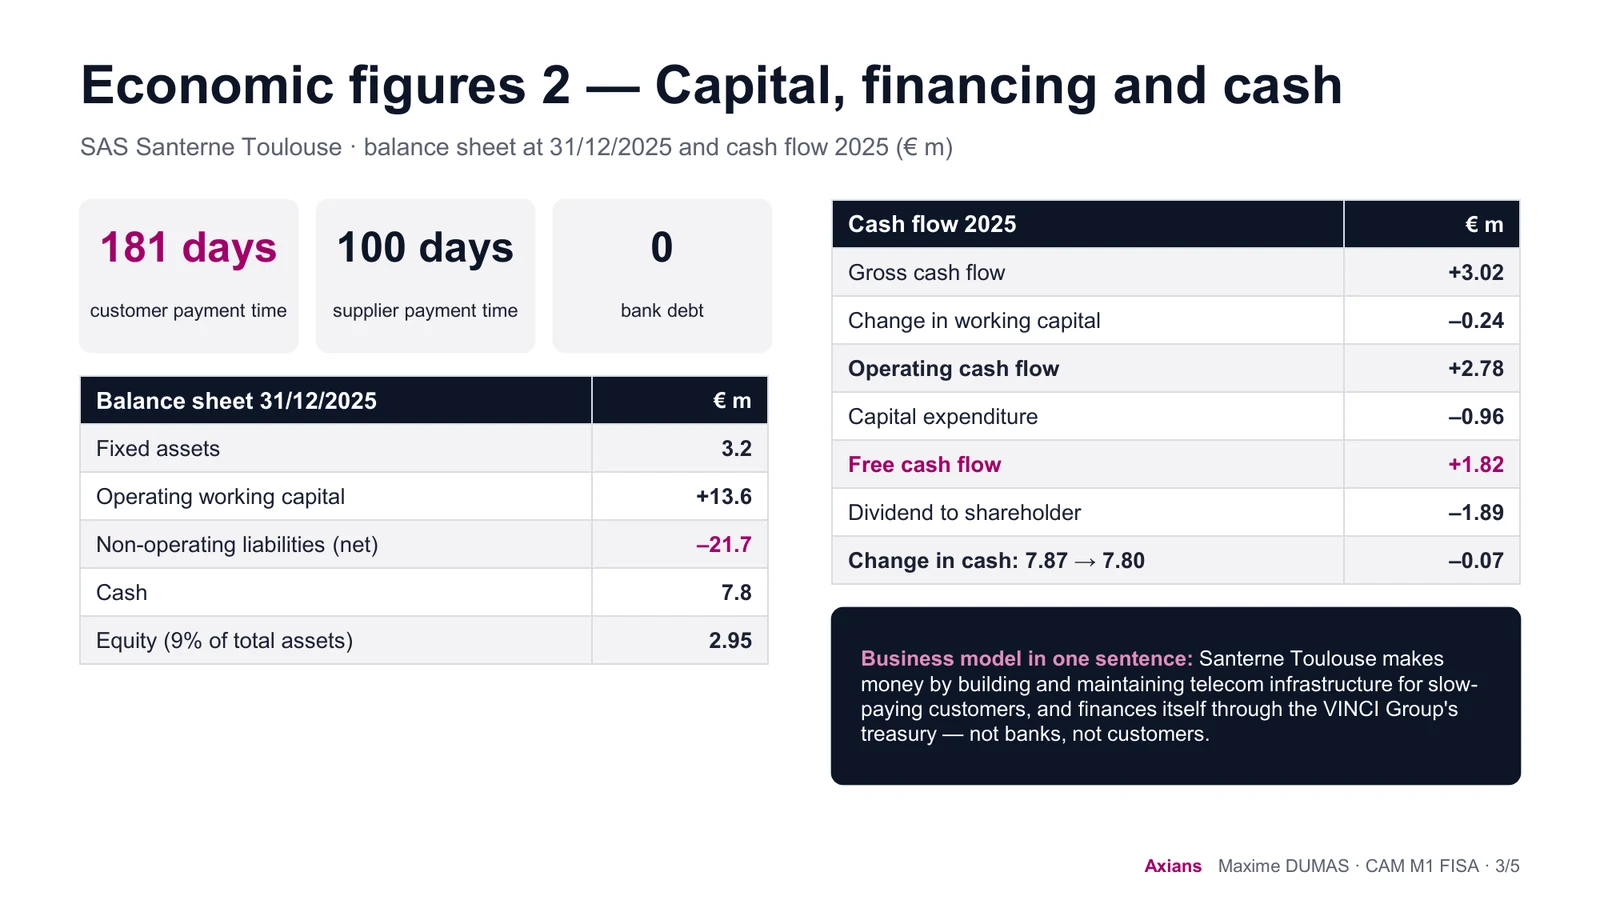 Economic figures 2 — Capital, financing and cash
SAS Santerne Toulouse · balance sheet at 31/12/2025 and cash flow 2025 (€ m)
181 days
customer payment time
100 days
supplier payment time
0
bank debt
Balance sheet 31/12/2025 € m
Fixed assets 3.2
Operating working capital +13.6
Non-operating liabilities (net) –21.7
Cash 7.8
Equity (9% of total assets) 2.95
Cash flow 2025 € m
Gross cash flow +3.02
Change in working capital –0.24
Operating cash flow +2.78
Capital expenditure –0.96
Free cash flow +1.82
Dividend to shareholder –1.89
Change in cash: 7.87 → 7.80 –0.07
Business model in one sentence: Santerne Toulouse makes
money by building and maintaining telecom infrastructure for slow-
paying customers, and finances itself through the VINCI Group's
treasury — not banks, not customers.
Axians Maxime DUMAS · CAM M1 FISA · 3/5